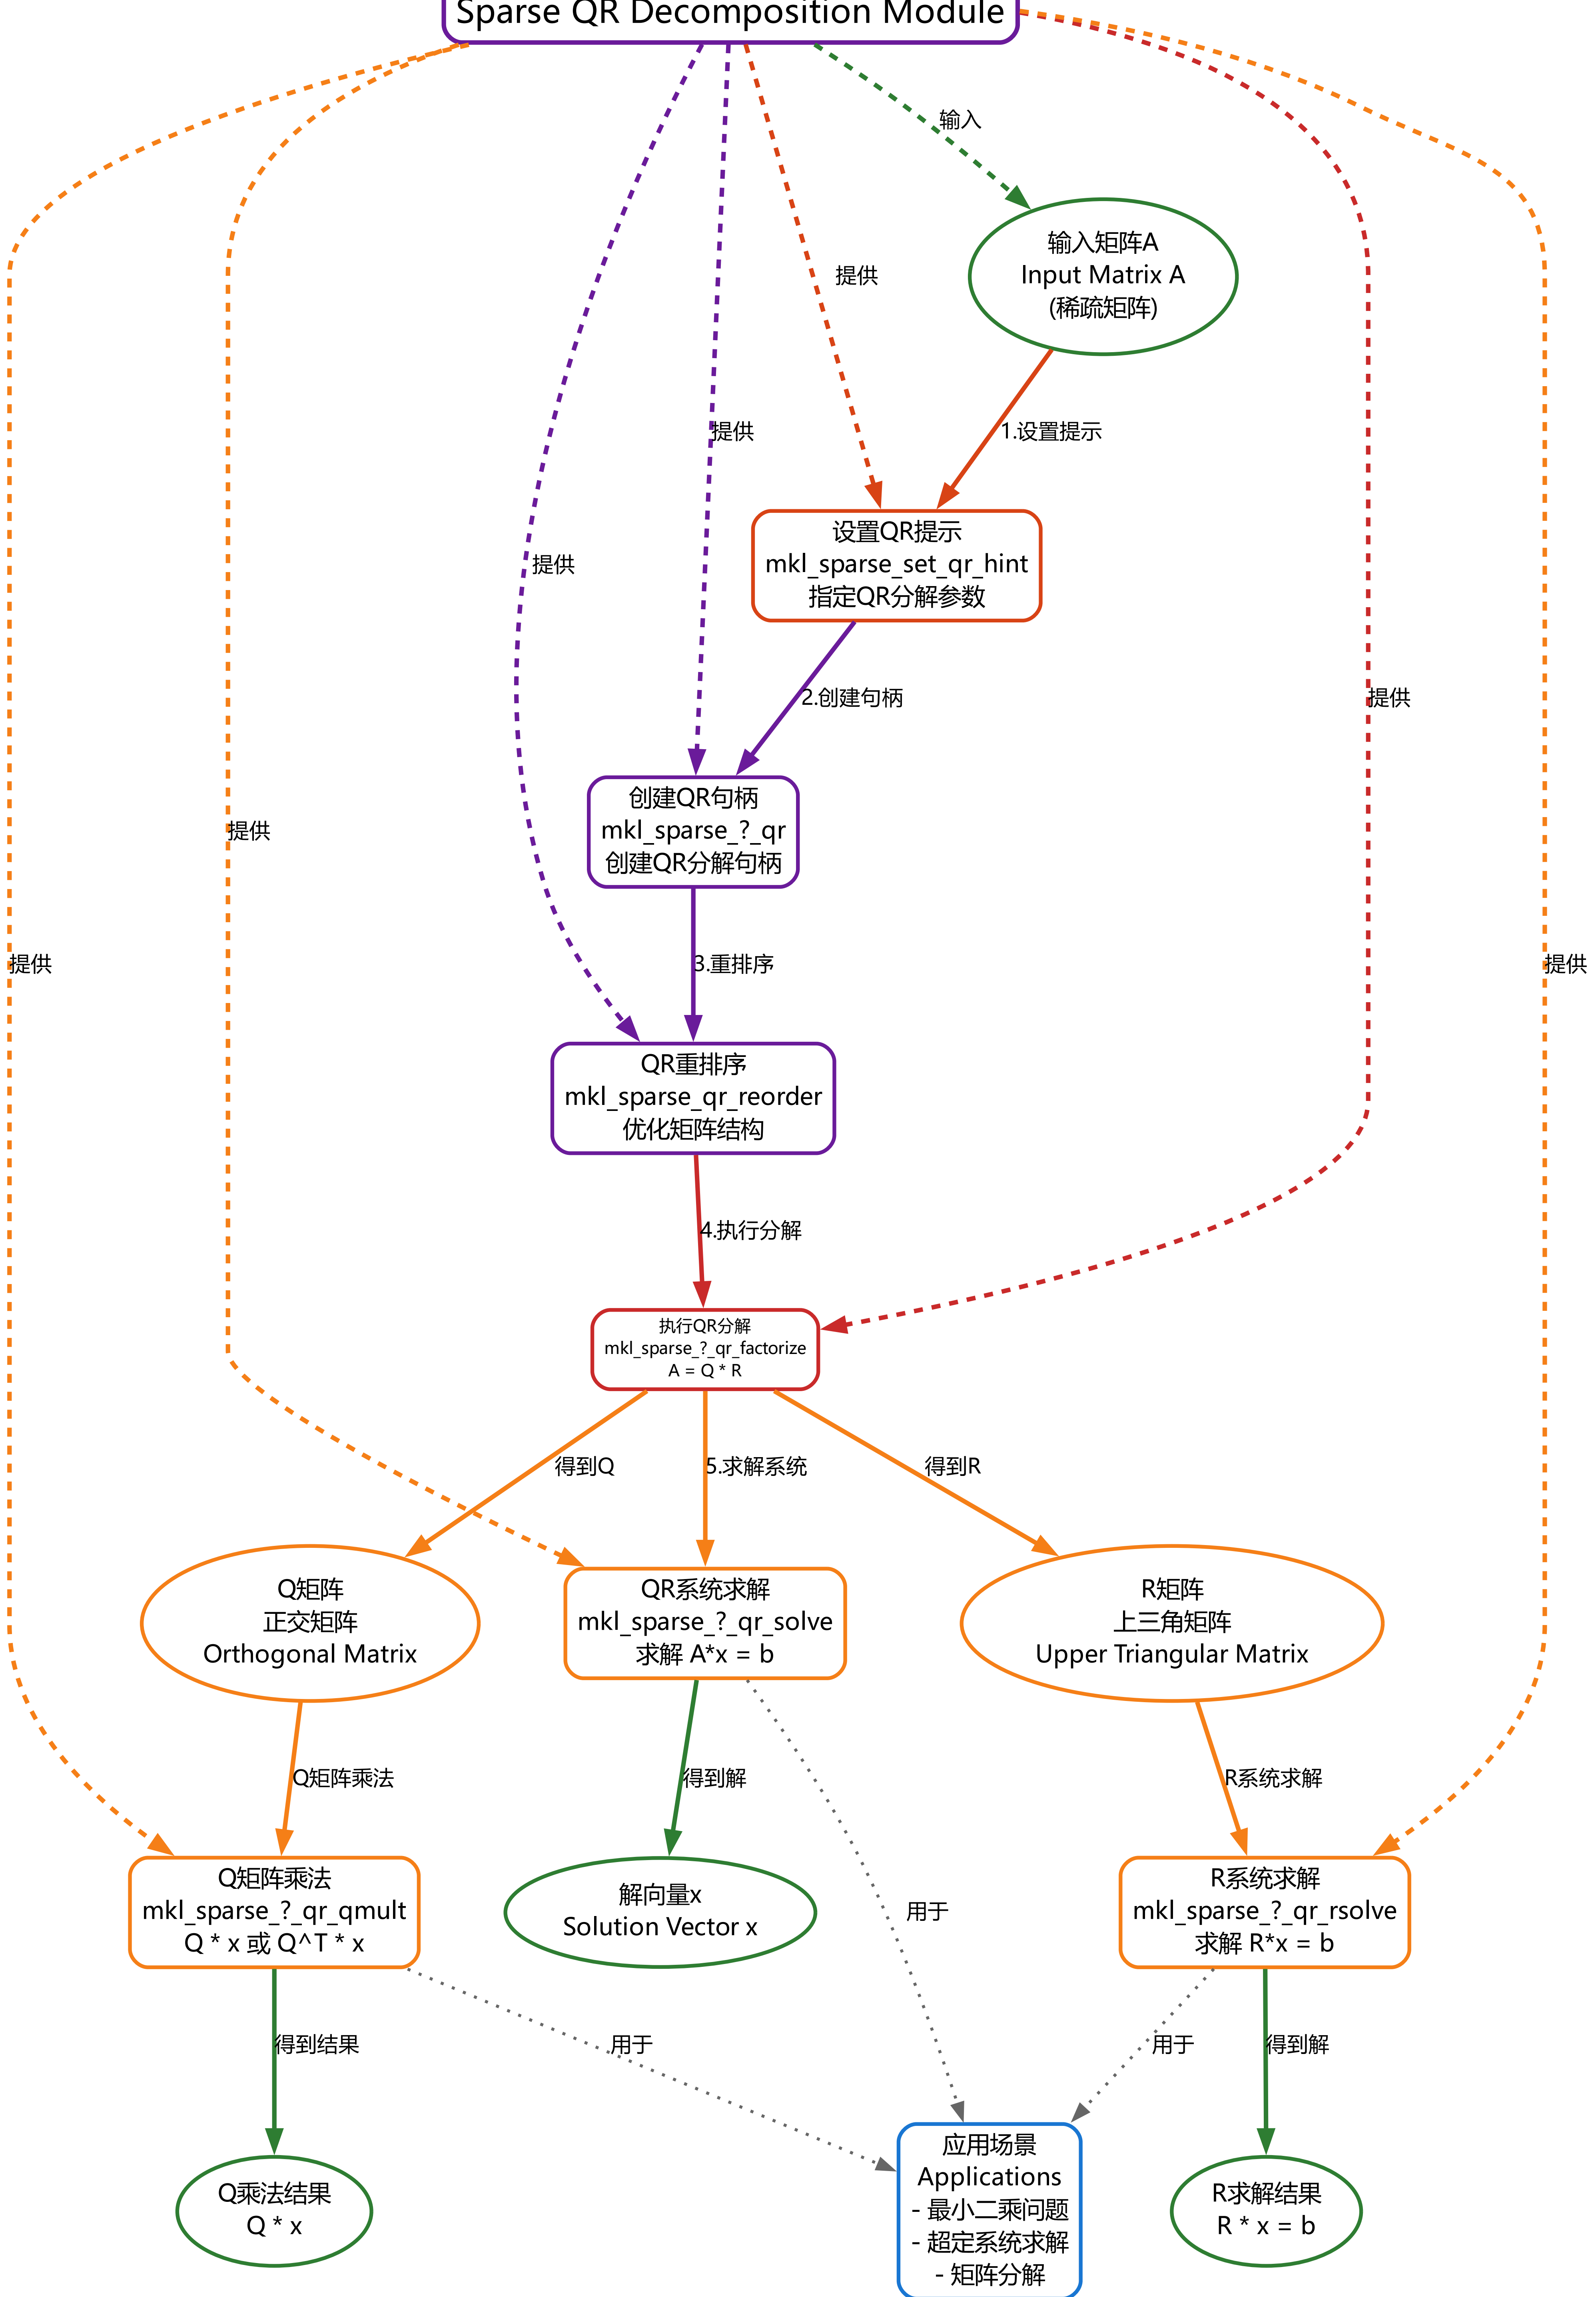 Sparse QR Decomposition Module
输入
输入矩阵A
Input Matrix A
(稀疏矩阵)
提供
提供
1.设置提示
设置QR提示
mkl_sparse_set_qr_hint
指定QR分解参数
提供
2.创建句柄
提供
创建QR句柄
mkl_sparse_?_qr
创建QR分解句柄
提供
提供
3.重排序
提供
QR重排序
mkl_sparse_qr_reorder
优化矩阵结构
4.执行分解
执行QR分解
mkl_sparse_?_qr_factorize
A = Q * R
得到Q
5.求解系统
得到R
Q矩阵
正交矩阵
Orthogonal Matrix
QR系统求解
mkl_sparse_?_qr_solve
求解 A*x = b
R矩阵
上三角矩阵
Upper Triangular Matrix
Q矩阵乘法
得到解
R系统求解
Q矩阵乘法
mkl_sparse_?_qr_qmult
Q * x 或 Q^T * x
解向量x
Solution Vector x
用于
R系统求解
mkl_sparse_?_qr_rsolve
求解 R*x = b
得到结果
用于
用于
得到解
Q乘法结果
Q * x
应用场景
Applications
- 最小二乘问题
- 超定系统求解
- 矩阵分解
R求解结果
R * x = b